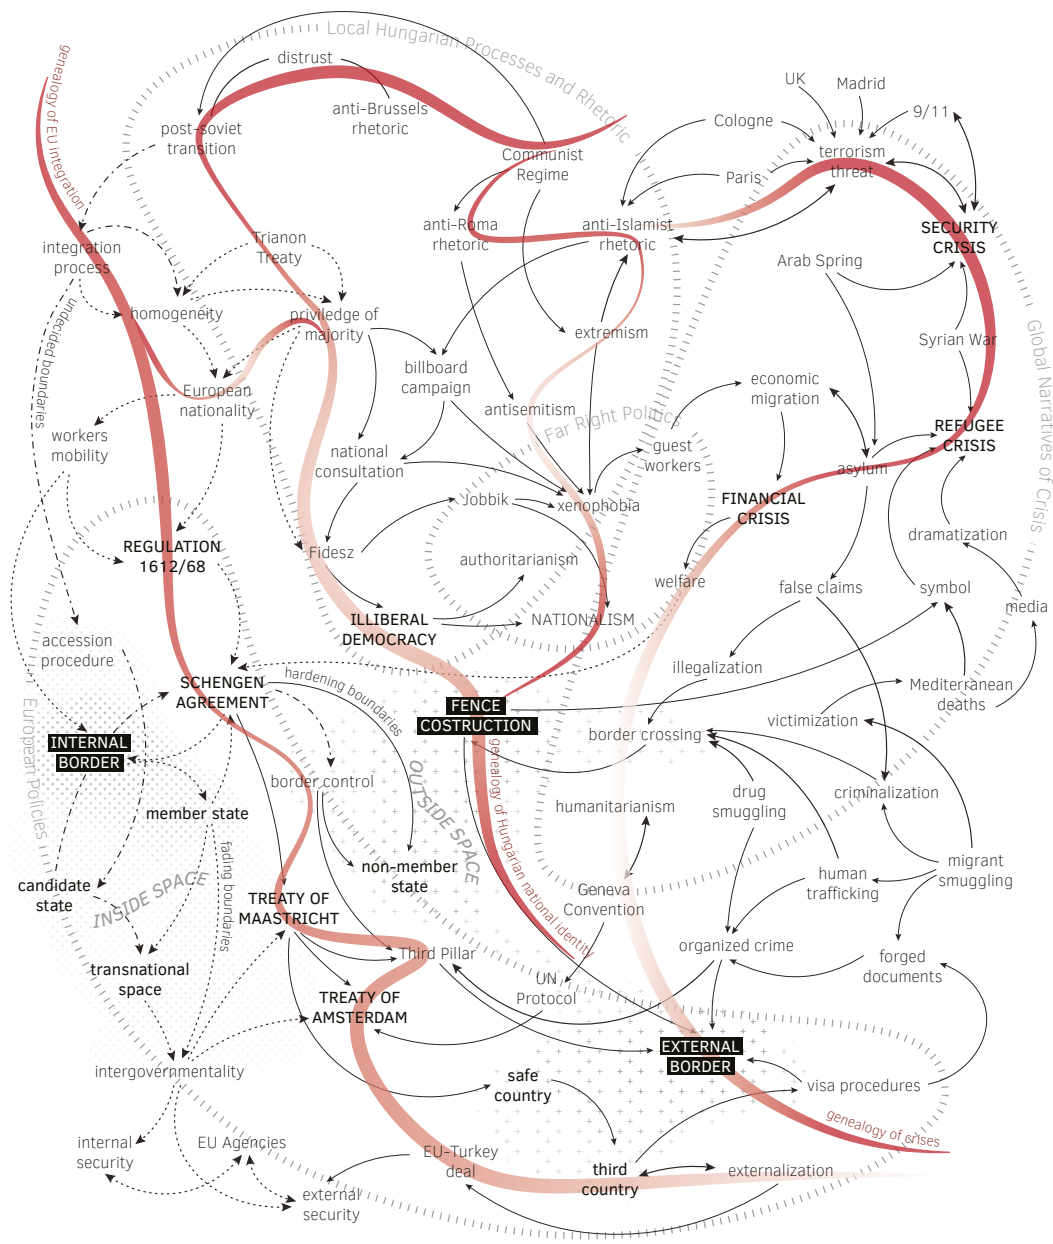 Local Hungarian Processes and Rhetoric
genealogy of EU integration
distrust
anti-Brussels
rhetoric
post-soviet
transition
Communist
Regime
UK
Madrid
9/11
Cologne
terrorism
threat
Paris
anti-Roma
rhetoric
anti-Islamist
rhetoric
SECURITY
CRISIS
integration
process
Trianon
Treaty
Arab Spring
undecided boundaries
homogeneity
priviledge of
majority
extremism
Syrian War
Global Narratives of Crisis
billboard
campaign
European
nationality
economic
migration
antisemitism
Far Right Politics
workers
mobility
national
consultation
guest
workers
REFUGEE
CRISIS
asylum
Jobbik
xenophobia
FINANCIAL
CRISIS
dramatization
REGULATION
1612/68
Fidesz
authoritarianism
welfare
false claims
symbol
media
ILLIBERAL
DEMOCRACY
NATIONALISM
accession
procedure
hardening boundaries
illegalization
SCHENGEN
AGREEMENT
Mediterranean
deaths
FENCE
COSTRUCTION
victimization
border crossing
European Policies
INTERNAL
BORDER
genealogy of Hungarian national identity
OUTSIDE SPACE
border control
drug
smuggling
criminalization
member state
humanitarianism
fading boundaries
non-member
state
migrant
smuggling
human
trafficking
candidate
state
INSIDE SPACE
TREATY OF
MAASTRICHT
Geneva
Convention
organized crime
Third Pillar
forged
documents
transnational
space
UN
Protocol
TREATY OF
AMSTERDAM
EXTERNAL
BORDER
intergovernmentality
safe
country
visa procedures
genealogy of crises
internal
security
EU Agencies
EU-Turkey
deal
third
country
externalization
external
security